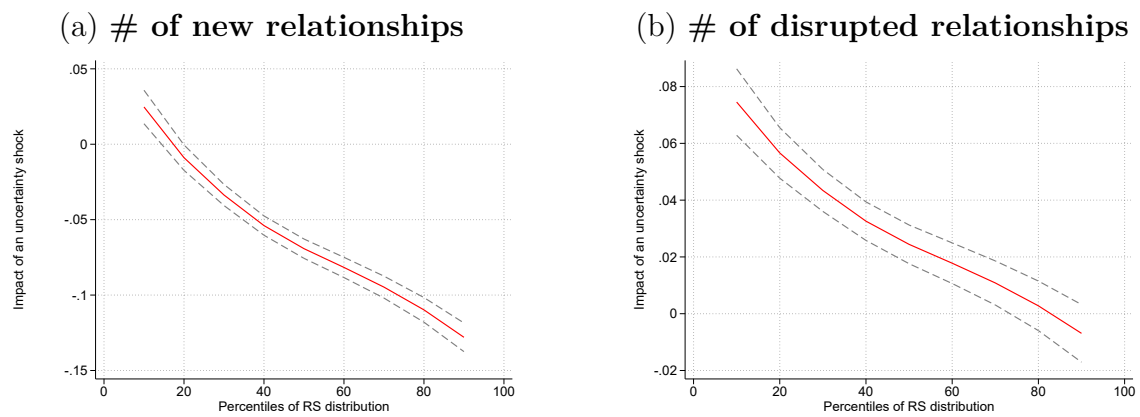 (a) # of new relationships
Impact of an uncertainty shock
.05
0
-.05
-.1
-.15
0 20 40 60 80 100
Percentiles of RS distribution
(b) # of disrupted relationships
Impact of an uncertainty shock
.08
.06
.04
.02
0
-.02
0 20 40 60 80 100
Percentiles of RS distribution